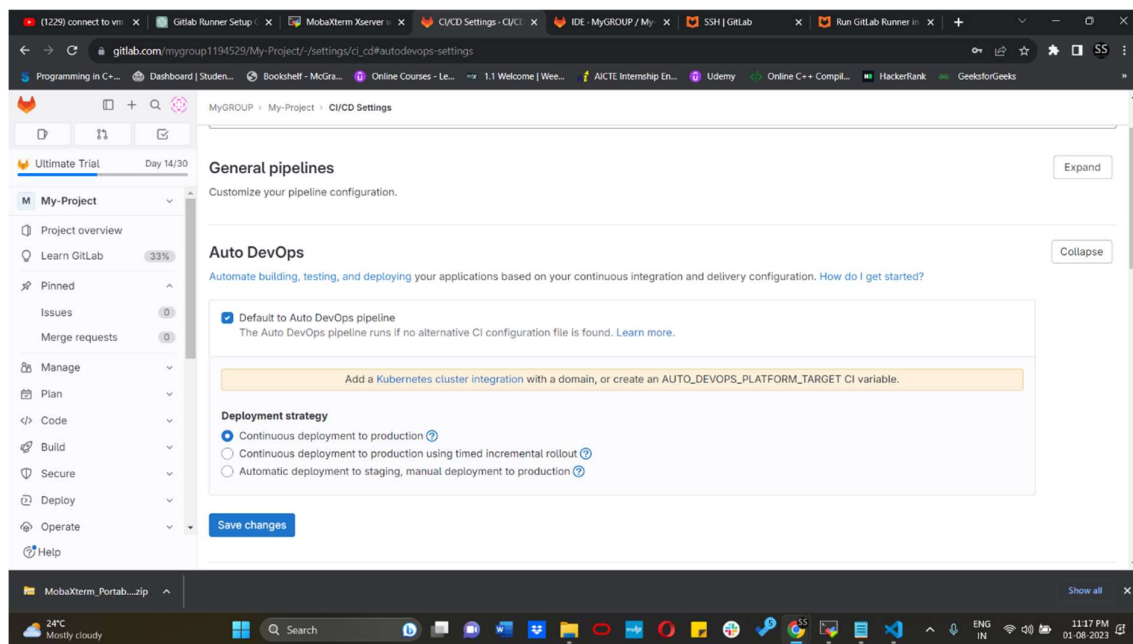 (1229) connect to vm
Gitlab Runner Setup
MobaXterm Xserver w
CI/CD Settings · CI/CD
IDE · MyGROUP / My-
SSH | GitLab
Run GitLab Runner in
gitlab.com/mygroup1194529/My-Project/-/settings/ci_cd#autodevops-settings
SS
Programming in C+...
Dashboard | Studen...
Bookshelf - McGra...
Online Courses - Le...
1.1 Welcome | Wee...
AICTE Internship En...
Udemy
Online C++ Compil...
HackerRank
GeeksforGeeks
»
MyGROUP > My-Project > CI/CD Settings
Ultimate Trial Day 14/30
M My-Project
Project overview
Learn GitLab 33%
Pinned
Issues 0
Merge requests 0
Manage
Plan
Code
Build
Secure
Deploy
Operate
Help
General pipelines
Expand
Customize your pipeline configuration.
Auto DevOps
Collapse
Automate building, testing, and deploying your applications based on your continuous integration and delivery configuration. How do I get started?
Default to Auto DevOps pipeline
The Auto DevOps pipeline runs if no alternative CI configuration file is found. Learn more.
Add a Kubernetes cluster integration with a domain, or create an AUTO_DEVOPS_PLATFORM_TARGET CI variable.
Deployment strategy
Continuous deployment to production
Continuous deployment to production using timed incremental rollout
Automatic deployment to staging, manual deployment to production
Save changes
MobaXterm_Portab....zip
Show all
24°C
Mostly cloudy
Search
ENG
IN
11:17 PM
01-08-2023